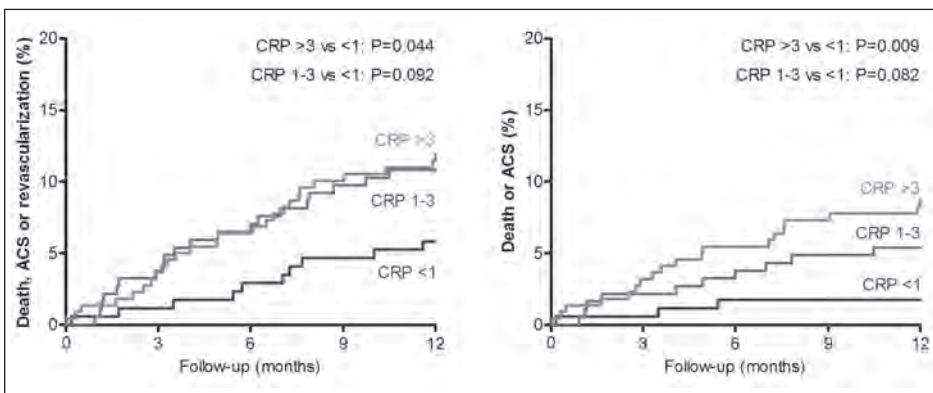 20
15
10
5
0
Death, ACS or revascularization (%)
CRP >3 vs <1: P=0.044
CRP 1-3 vs <1: P=0.092
CRP >3
CRP 1-3
CRP <1
0 3 6 9 12
Follow-up (months)
20
15
10
5
0
Death or ACS (%)
CRP >3 vs <1: P=0.009
CRP 1-3 vs <1: P=0.082
CRP >3
CRP 1-3
CRP <1
0 3 6 9 12
Follow-up (months)